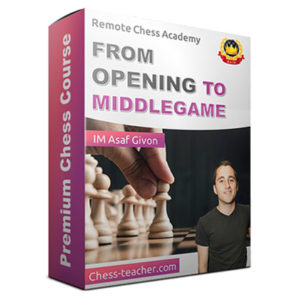 Remote Chess Academy
FROM
OPENING TO
MIDDLEGAME
IM Asaf Givon
Chess-teacher.com
Premium Chess Course